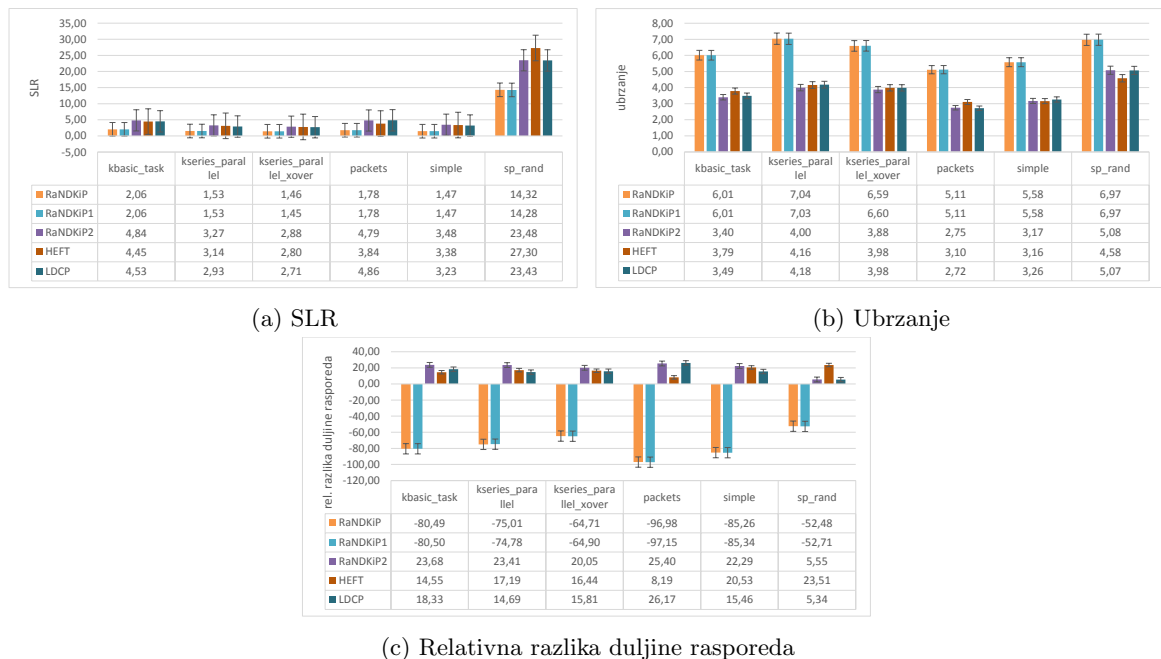 35,00
30,00
25,00
20,00
15,00
10,00
5,00
0,00
-5,00
SLR
kbasic_task kseries_paral kseries_paral packets simple sp_rand
lel lel_xover
RaNDKiP 2,06 1,53 1,46 1,78 1,47 14,32
RaNDKiP1 2,06 1,53 1,45 1,78 1,47 14,28
RaNDKiP2 4,84 3,27 2,88 4,79 3,48 23,48
HEFT 4,45 3,14 2,80 3,84 3,38 27,30
LDCP 4,53 2,93 2,71 4,86 3,23 23,43
(a) SLR
8,00
7,00
6,00
5,00
4,00
3,00
2,00
1,00
0,00
ubrzanje
kbasic_task kseries_para kseries_para packets simple sp_rand
llel llel_xover
RaNDKiP 6,01 7,04 6,59 5,11 5,58 6,97
RaNDKiP1 6,01 7,03 6,60 5,11 5,58 6,97
RaNDKiP2 3,40 4,00 3,88 2,75 3,17 5,08
HEFT 3,79 4,16 3,98 3,10 3,16 4,58
LDCP 3,49 4,18 3,98 2,72 3,26 5,07
(b) Ubrzanje
40,00
20,00
0,00
-20,00
-40,00
-60,00
-80,00
-100,00
-120,00
rel. razlika duljine rasporeda
kbasic_task kseries_para kseries_para packets simple sp_rand
llel llel_xover
RaNDKiP -80,49 -75,01 -64,71 -96,98 -85,26 -52,48
RaNDKiP1 -80,50 -74,78 -64,90 -97,15 -85,34 -52,71
RaNDKiP2 23,68 23,41 20,05 25,40 22,29 5,55
HEFT 14,55 17,19 16,44 8,19 20,53 23,51
LDCP 18,33 14,69 15,81 26,17 15,46 5,34
(c) Relativna razlika duljine rasporeda